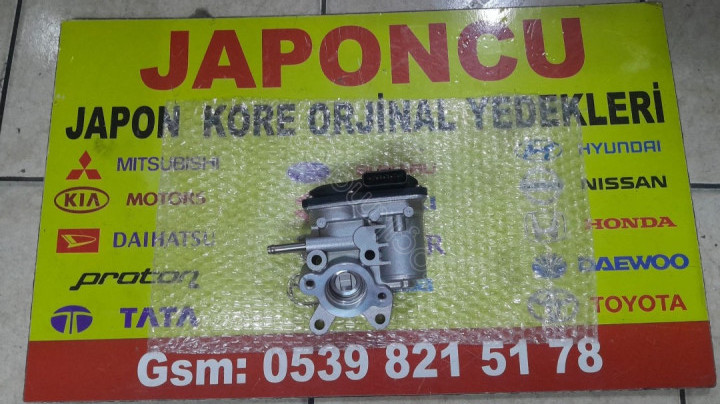 JAPONCU
JAPON KORE ORJİNAL YEDEKLERİ
MITSUBISHI
HYUNDAI
KIA MOTORS
NISSAN
DAIHATSU
HONDA
proton
DAEWOO
TATA
TOYOTA
Gsm: 0539 821 51 78